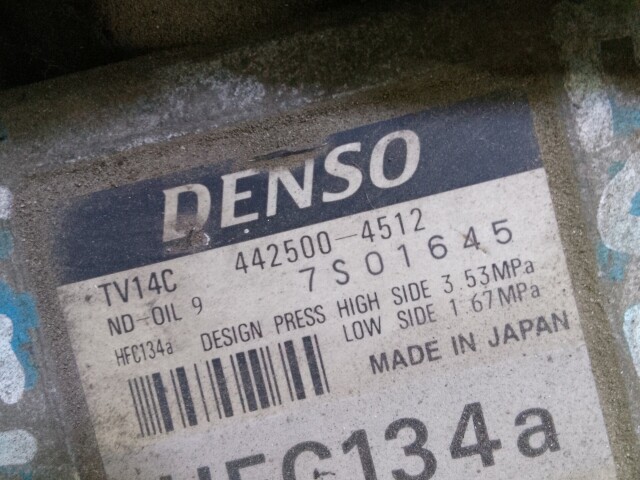 DENSO
TV14C 442500-4512
ND-OIL 9 7S01645
HFC134a DESIGN PRESS HIGH SIDE 3.53MPa
LOW SIDE 1.67MPa
MADE IN JAPAN
HFC134a